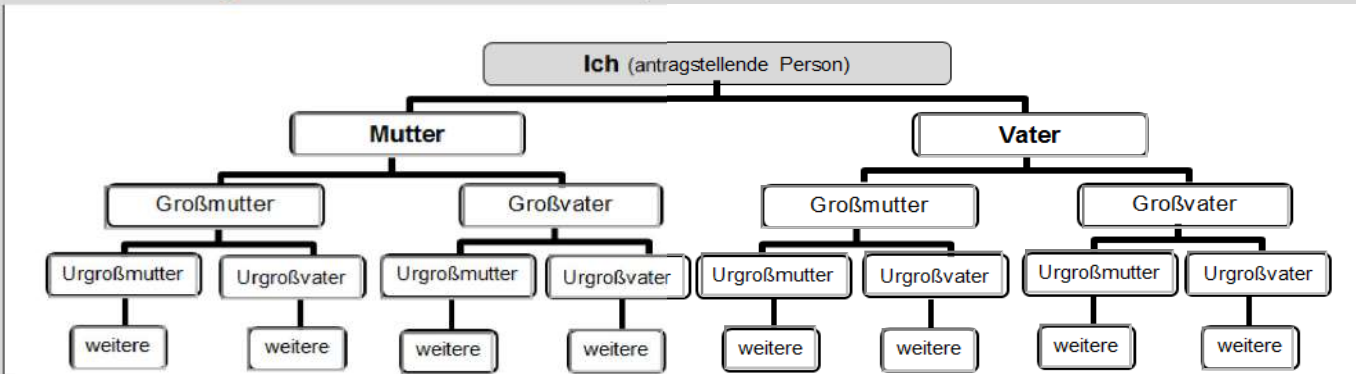 Ich (antragstellende Person)
Mutter Vater
Großmutter Großvater Großmutter Großvater
Urgroßmutter Urgroßvater Urgroßmutter Urgroßvater Urgroßmutter Urgroßvater Urgroßmutter Urgroßvater
weitere weitere weitere weitere weitere weitere weitere weitere